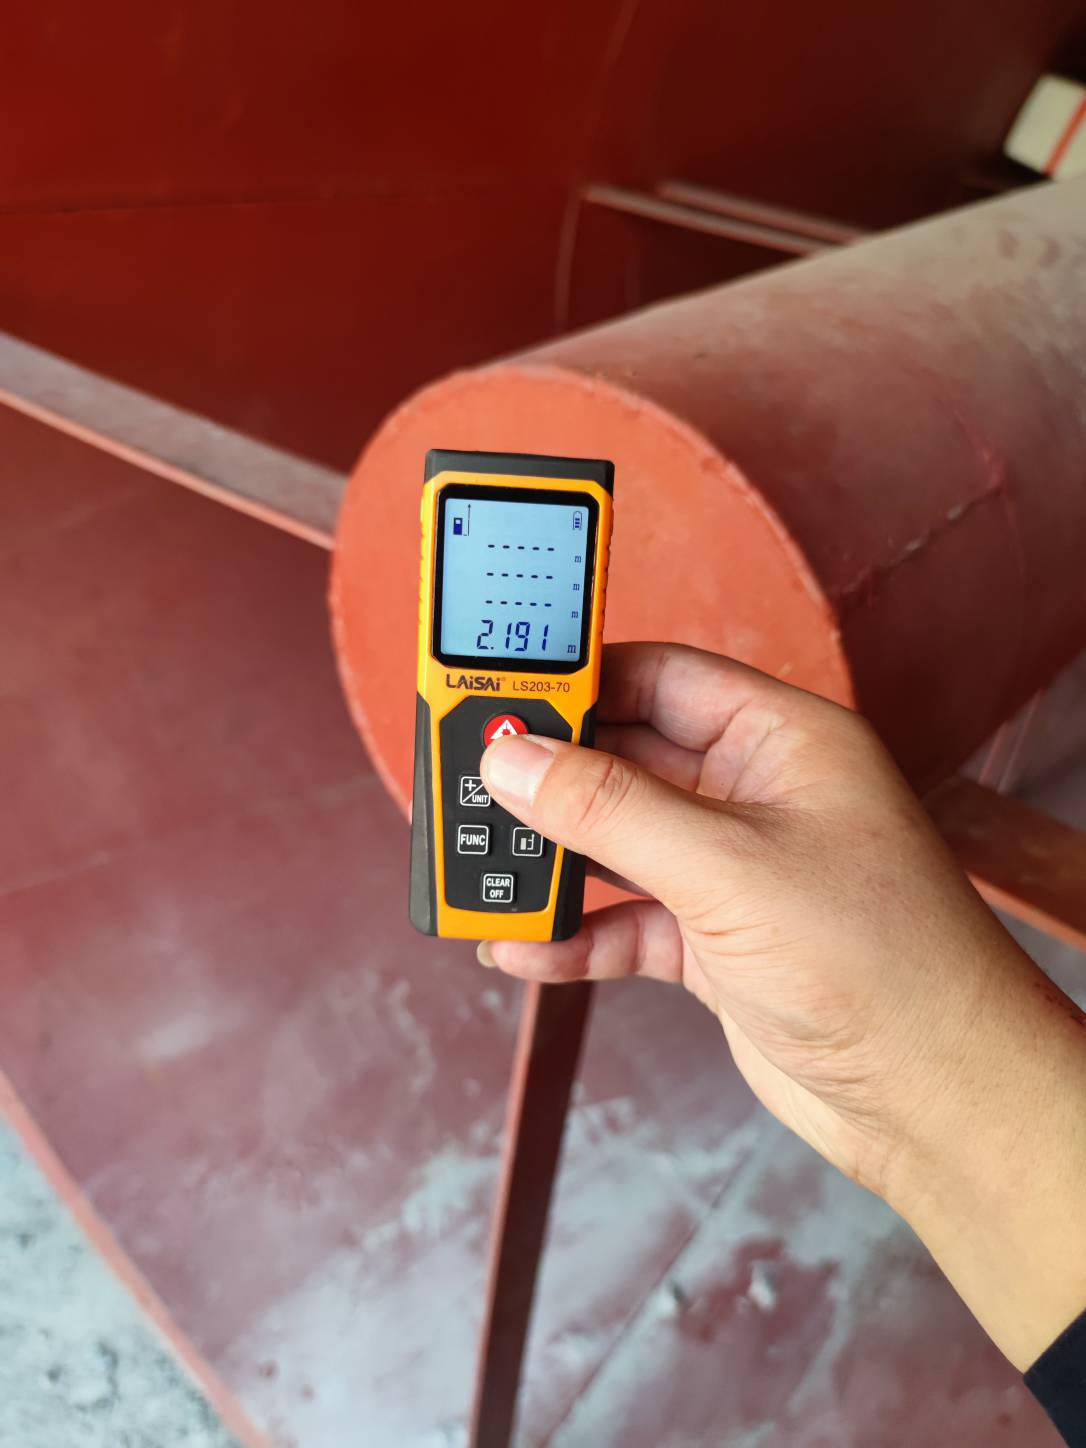 ----- m
----- m
----- m
2.191 m
LAiSAi® LS203-70
+/UNIT
FUNC
CLEAR
OFF